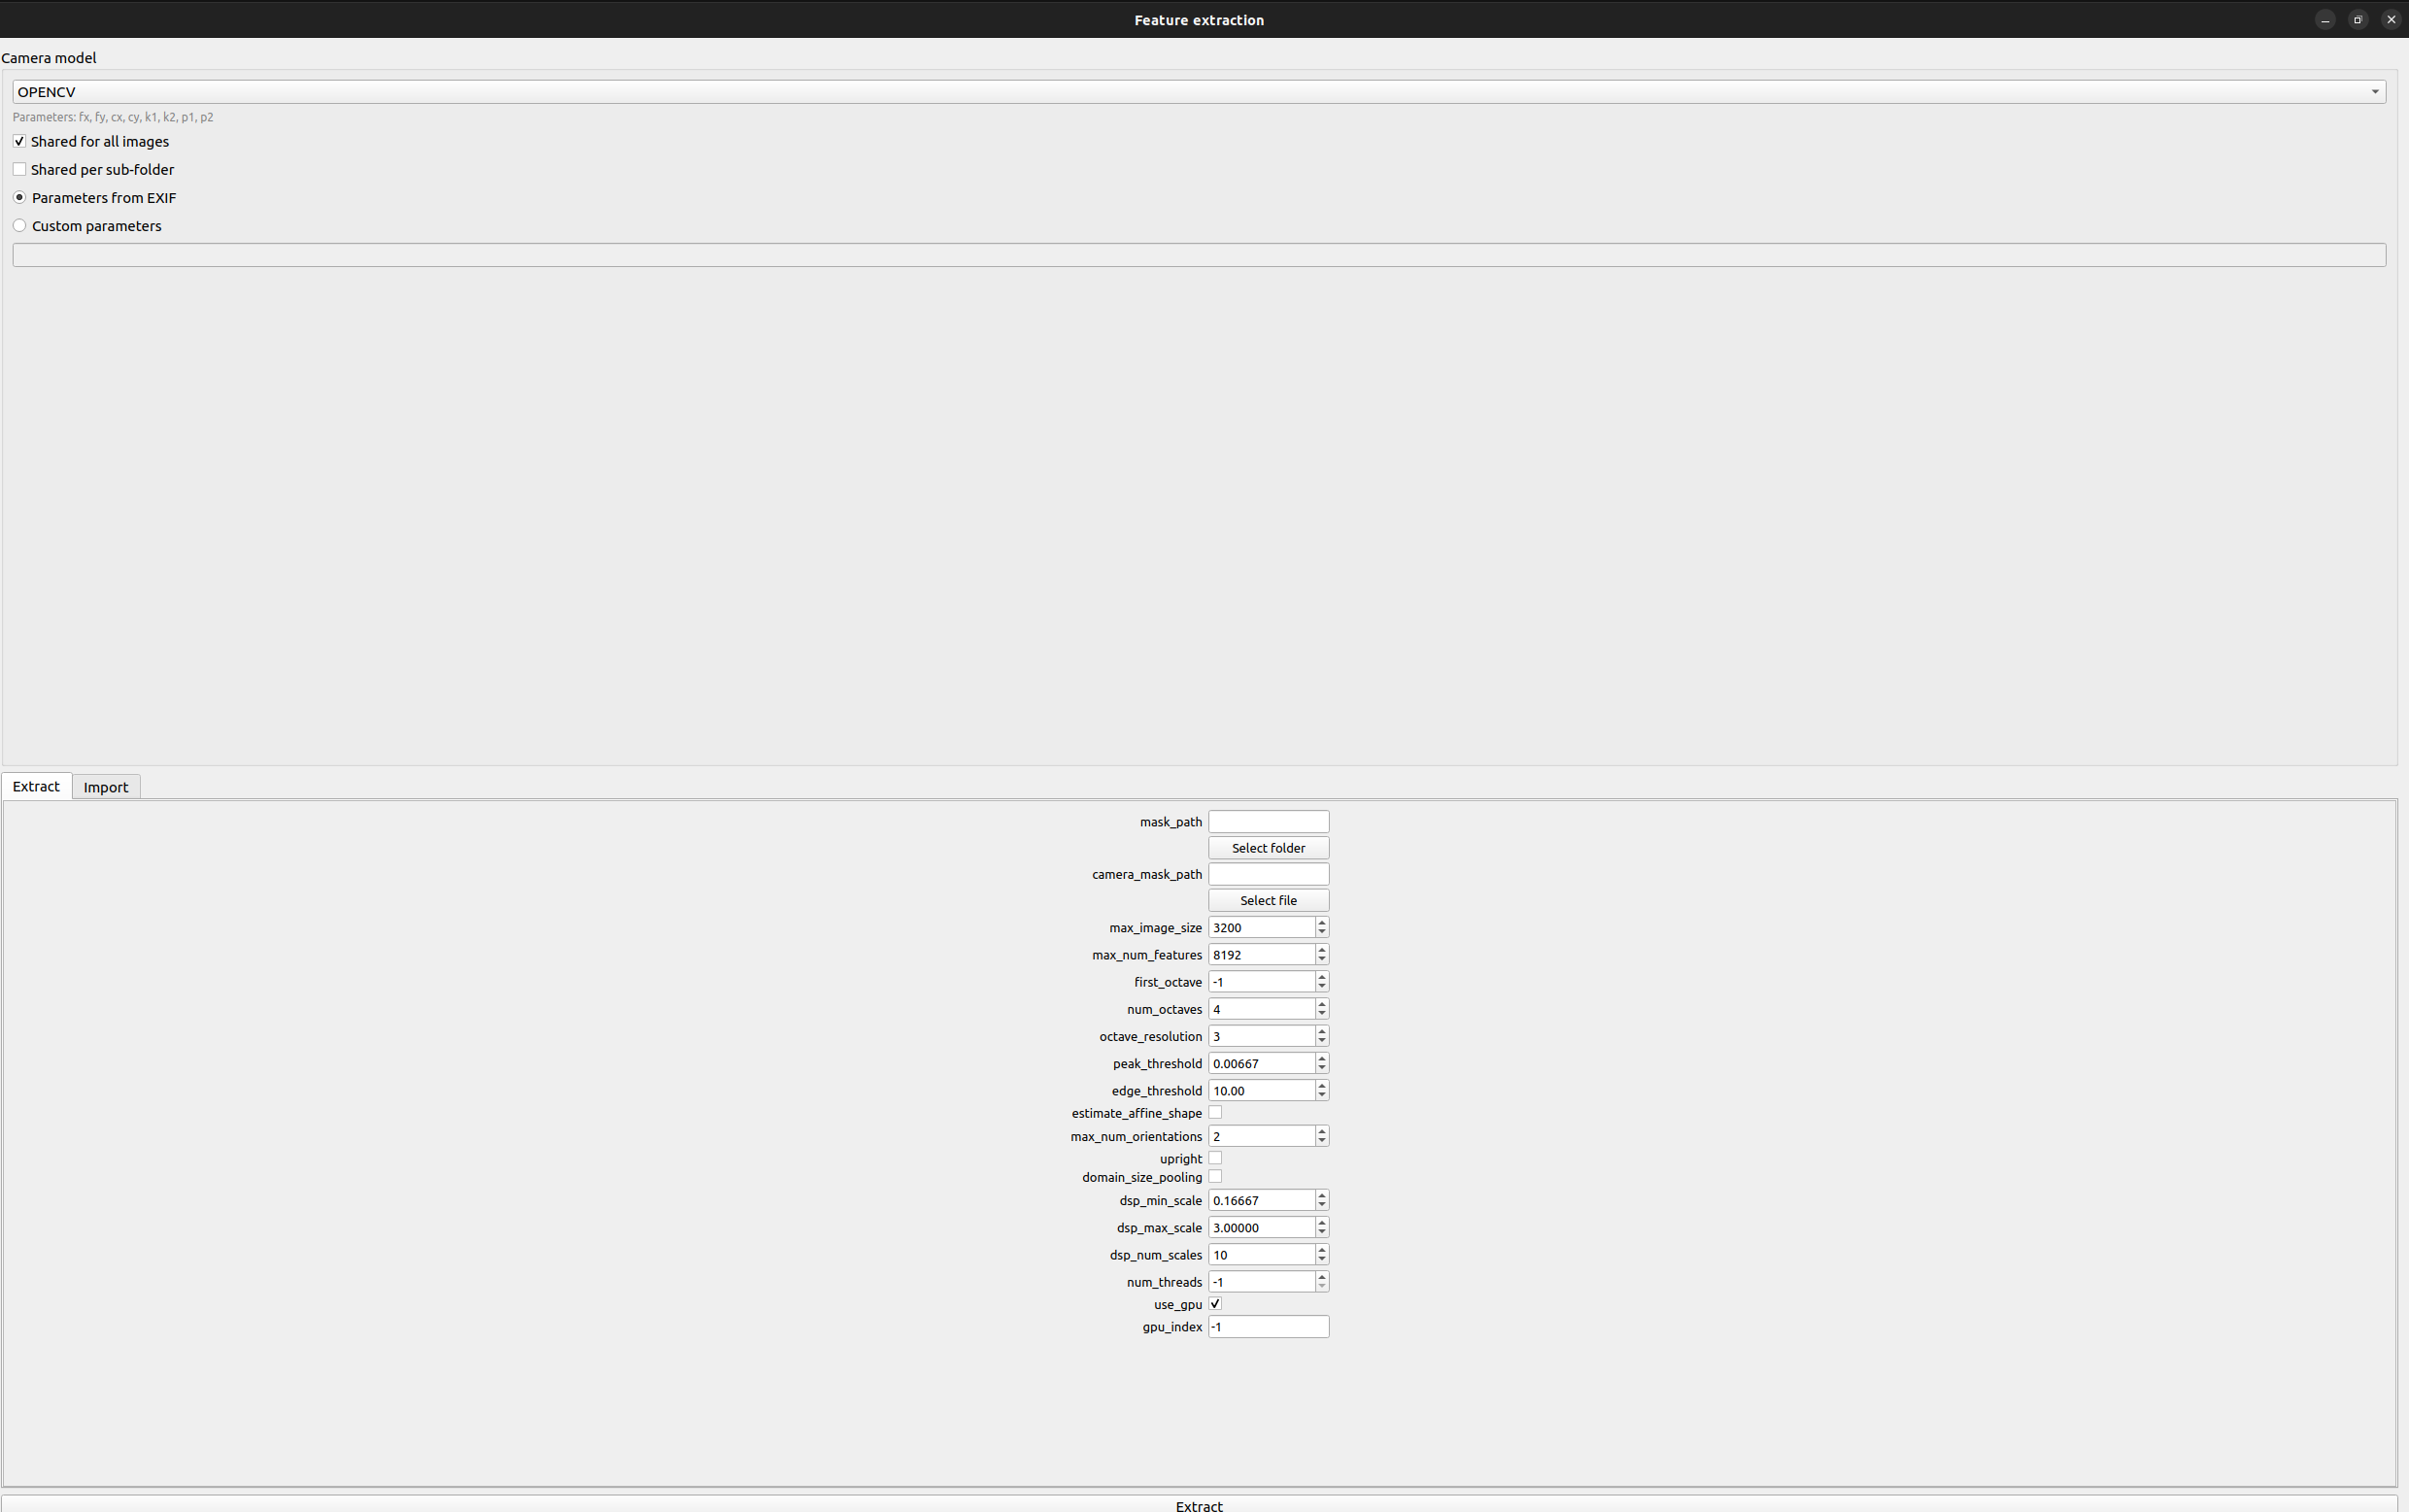 Feature extraction
Camera model
OPENCV
Parameters: fx, fy, cx, cy, k1, k2, p1, p2
Shared for all images
Shared per sub-folder
Parameters from EXIF
Custom parameters
Extract Import
mask_path
Select folder
camera_mask_path
Select file
max_image_size 3200
max_num_features 8192
first_octave -1
num_octaves 4
octave_resolution 3
peak_threshold 0.00667
edge_threshold 10.00
estimate_affine_shape
max_num_orientations 2
upright
domain_size_pooling
dsp_min_scale 0.16667
dsp_max_scale 3.00000
dsp_num_scales 10
num_threads -1
use_gpu
gpu_index -1
Extract